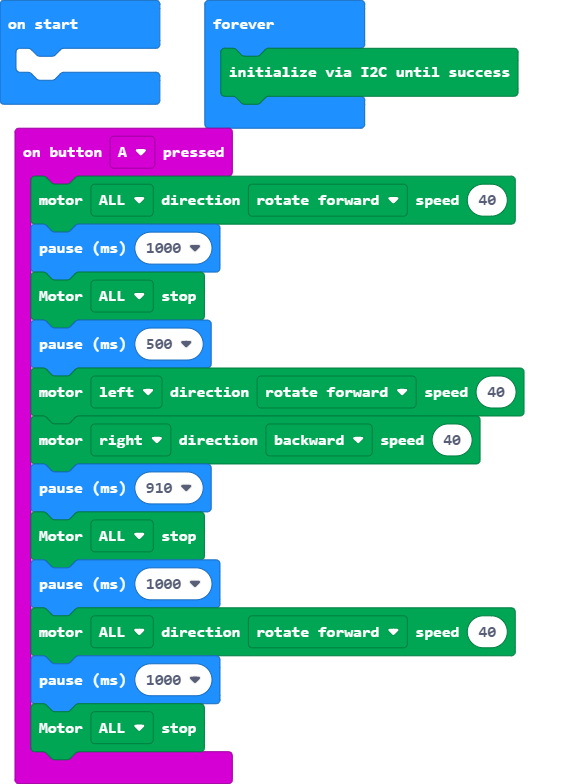 on start
forever
initialize via I2C until success
on button A pressed
motor ALL direction rotate forward speed 40
pause (ms) 1000
Motor ALL stop
pause (ms) 500
motor left direction rotate forward speed 40
motor right direction backward speed 40
pause (ms) 910
Motor ALL stop
pause (ms) 1000
motor ALL direction rotate forward speed 40
pause (ms) 1000
Motor ALL stop